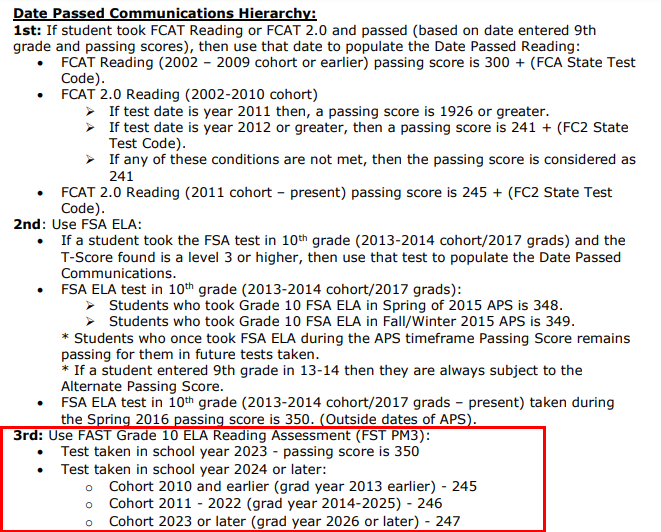 Date Passed Communications Hierarchy:
1st: If student took FCAT Reading or FCAT 2.0 and passed (based on date entered 9th
grade and passing scores), then use that date to populate the Date Passed Reading:
• FCAT Reading (2002 – 2009 cohort or earlier) passing score is 300 + (FCA State Test
Code).
• FCAT 2.0 Reading (2002-2010 cohort)
➢ If test date is year 2011 then, a passing score is 1926 or greater.
➢ If test date is year 2012 or greater, then a passing score is 241 + (FC2 State
Test Code).
➢ If any of these conditions are not met, then the passing score is considered as
241
• FCAT 2.0 Reading (2011 cohort – present) passing score is 245 + (FC2 State Test
Code).
2nd: Use FSA ELA:
• If a student took the FSA test in 10th grade (2013-2014 cohort/2017 grads) and the
T-Score found is a level 3 or higher, then use that test to populate the Date Passed
Communications.
• FSA ELA test in 10th grade (2013-2014 cohort/2017 grads):
➢ Students who took Grade 10 FSA ELA in Spring of 2015 APS is 348.
➢ Students who took Grade 10 FSA ELA in Fall/Winter 2015 APS is 349.
* Students who once took FSA ELA during the APS timeframe Passing Score remains
passing for them in future tests taken.
* If a student entered 9th grade in 13-14 then they are always subject to the
Alternate Passing Score.
• FSA ELA test in 10th grade (2013-2014 cohort/2017 grads – present) taken during
the Spring 2016 passing score is 350. (Outside dates of APS).
3rd: Use FAST Grade 10 ELA Reading Assessment (FST PM3):
• Test taken in school year 2023 - passing score is 350
• Test taken in school year 2024 or later:
o Cohort 2010 and earlier (grad year 2013 earlier) - 245
o Cohort 2011 - 2022 (grad year 2014-2025) - 246
o Cohort 2023 or later (grad year 2026 or later) - 247